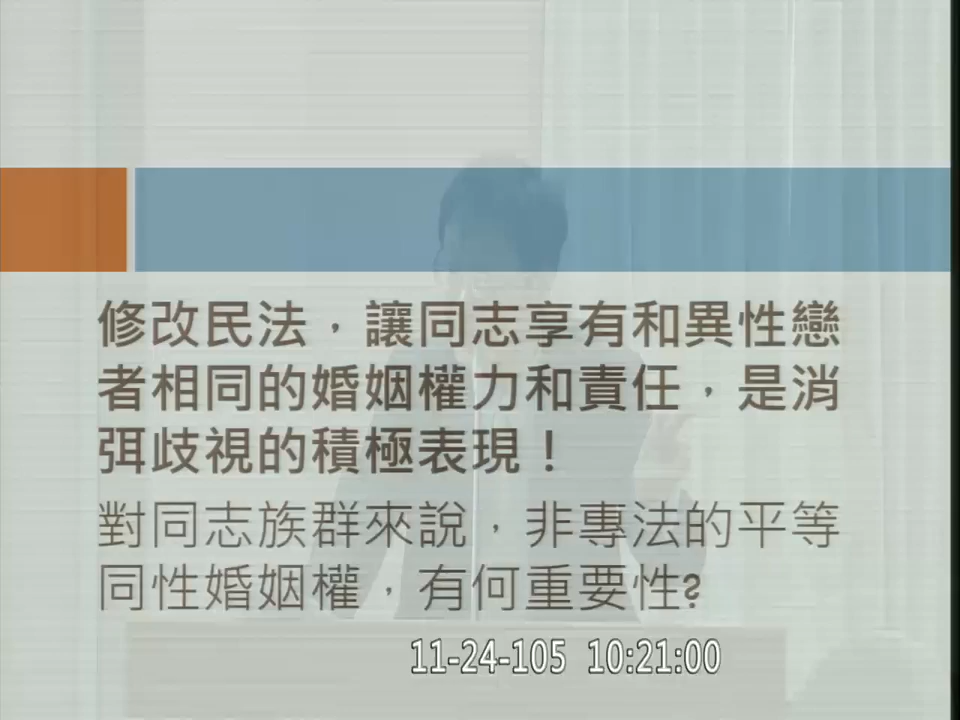 修改民法，讓同志享有和異性戀
者相同的婚姻權力和責任，是消
弭歧視的積極表現！
對同志族群來說，非專法的平等
同性婚姻權，有何重要性?
11-24-105 10:21:00